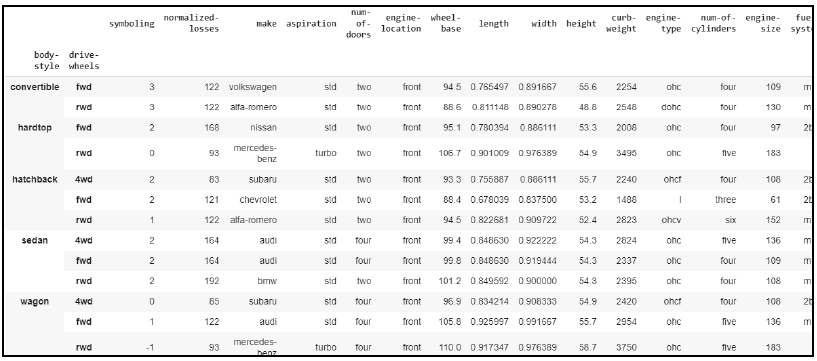 symboling normalized-losses make aspiration num-of-doors engine-location wheel-base length width height curb-weight engine-type num-of-cylinders engine-size
body-style drive-wheels
convertible fwd 3 122 volkswagen std two front 94.5 0.765497 0.891667 55.6 2254 ohc four 109 m
rwd 3 122 alfa-romero std two front 88.6 0.811148 0.890278 48.8 2548 dohc four 130 m
hardtop fwd 2 168 nissan std two front 95.1 0.780394 0.886111 53.3 2008 ohc four 97 2b
rwd 0 93 mercedes-benz turbo two front 106.7 0.901009 0.976389 54.9 3495 ohc five 183
hatchback 4wd 2 83 subaru std two front 93.3 0.755887 0.886111 55.7 2240 ohcf four 108 2b
fwd 2 121 chevrolet std two front 88.4 0.678039 0.837500 53.2 1488 l three 61 2b
rwd 1 122 alfa-romero std two front 94.5 0.822681 0.909722 52.4 2823 ohcv six 152 m
sedan 4wd 2 164 audi std four front 99.4 0.848630 0.922222 54.3 2824 ohc five 136 m
fwd 2 164 audi std four front 99.8 0.848630 0.919444 54.3 2337 ohc four 109 m
rwd 2 192 bmw std two front 101.2 0.849592 0.900000 54.3 2395 ohc four 108 m
wagon 4wd 0 85 subaru std four front 96.9 0.834214 0.908333 54.9 2420 ohcf four 108 2b
fwd 1 122 audi std four front 105.8 0.925997 0.991667 55.7 2954 ohc five 136 m
rwd -1 93 mercedes-benz turbo four front 110.0 0.917347 0.976389 58.7 3750 ohc five 183